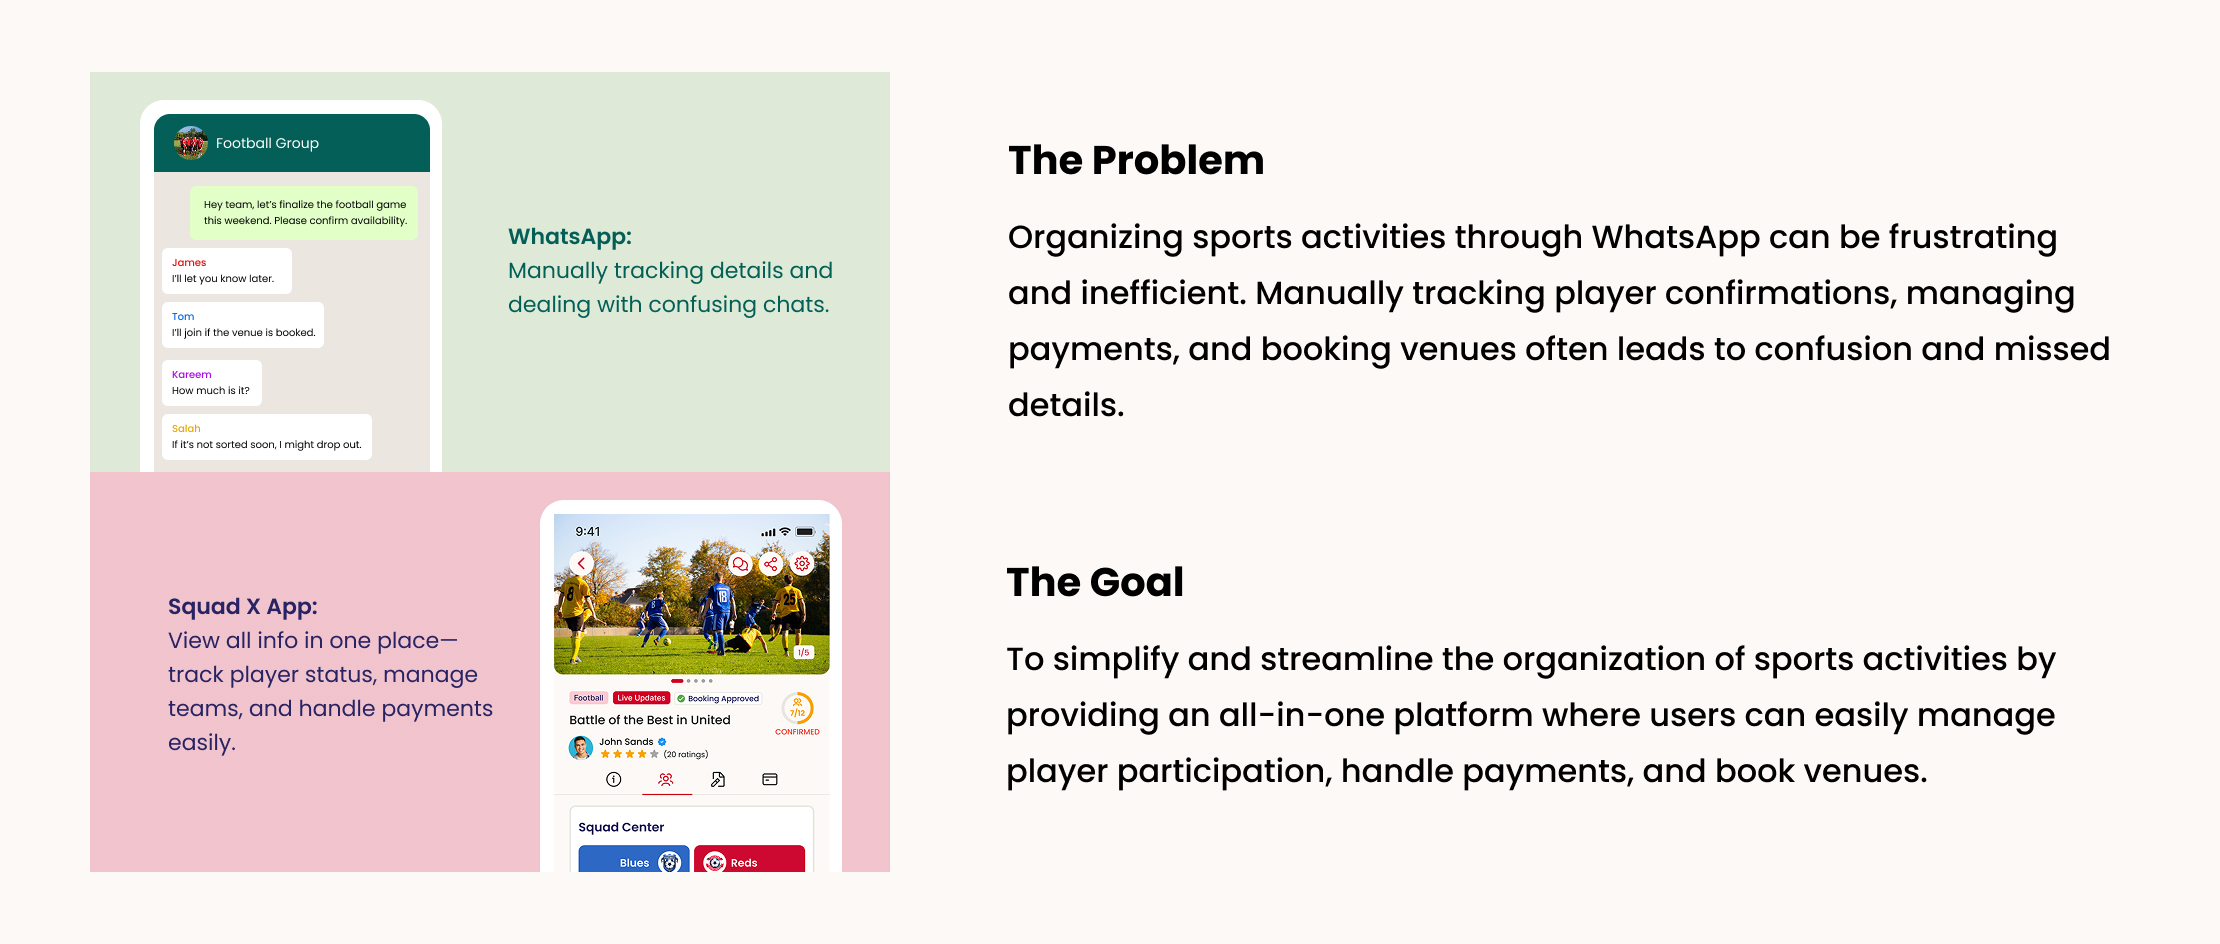 Football Group
Hey team, let's finalize the football game
this weekend. Please confirm availability.
James
I'll let you know later.
Tom
I'll join if the venue is booked.
Kareem
How much is it?
Salah
If it's not sorted soon, I might drop out.
WhatsApp:
Manually tracking details and
dealing with confusing chats.
Squad X App:
View all info in one place—
track player status, manage
teams, and handle payments
easily.
9:41
8
8
18
25
1/5
Football
Live Updates
Booking Approved
7/12
CONFIRMED
Battle of the Best in United
John Sands
(20 ratings)
Squad Center
Blues
Reds
The Problem
Organizing sports activities through WhatsApp can be frustrating
and inefficient. Manually tracking player confirmations, managing
payments, and booking venues often leads to confusion and missed
details.
The Goal
To simplify and streamline the organization of sports activities by
providing an all-in-one platform where users can easily manage
player participation, handle payments, and book venues.